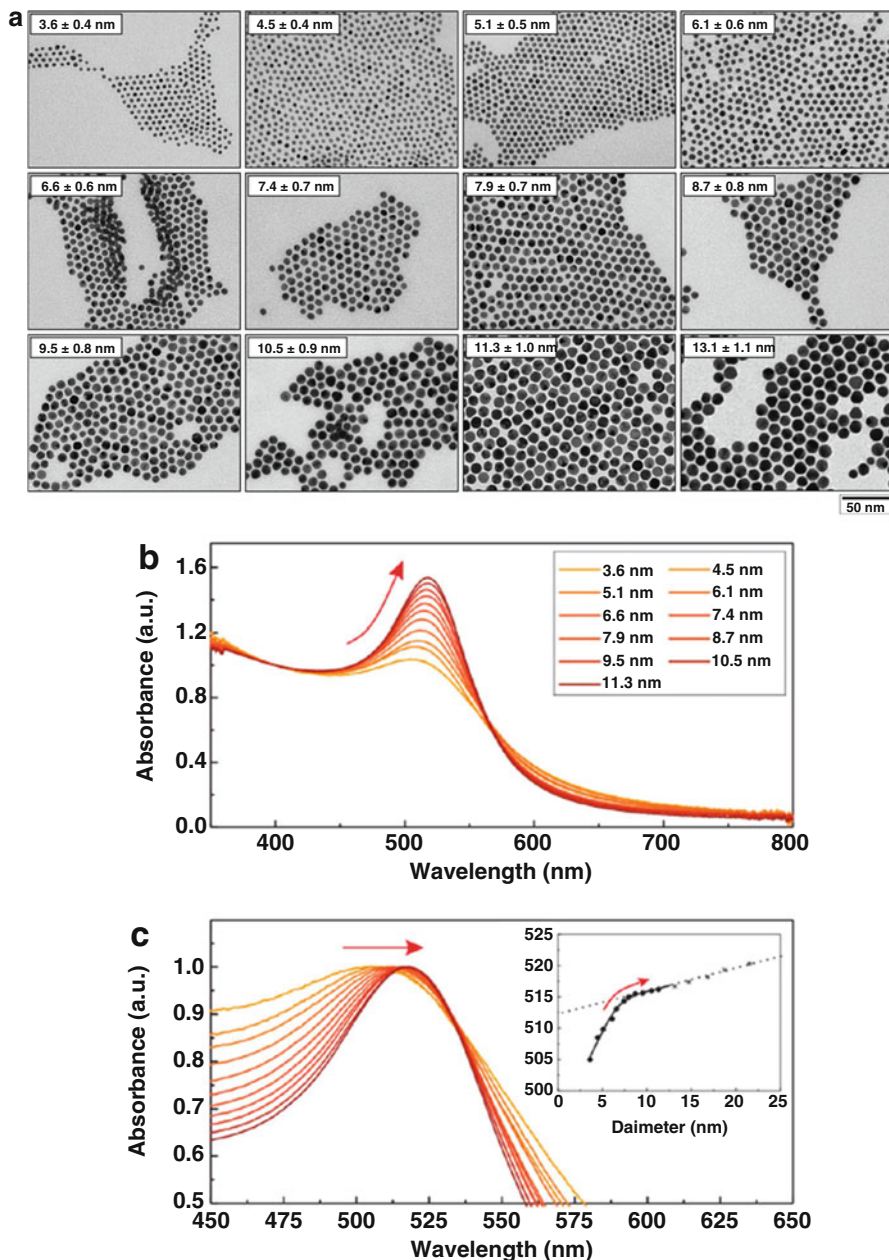 a
3.6 ± 0.4 nm
4.5 ± 0.4 nm
5.1 ± 0.5 nm
6.1 ± 0.6 nm
6.6 ± 0.6 nm
7.4 ± 0.7 nm
7.9 ± 0.7 nm
8.7 ± 0.8 nm
9.5 ± 0.8 nm
10.5 ± 0.9 nm
11.3 ± 1.0 nm
13.1 ± 1.1 nm
50 nm
b
Absorbance (a.u.)
1.6
1.2
0.8
0.4
0.0
400 500 600 700 800
Wavelength (nm)
3.6 nm 4.5 nm
5.1 nm 6.1 nm
6.6 nm 7.4 nm
7.9 nm 8.7 nm
9.5 nm 10.5 nm
11.3 nm
c
Absorbance (a.u.)
1.0
0.9
0.8
0.7
0.6
0.5
450 475 500 525 550 575 600 625 650
Wavelength (nm)
525
520
515
510
505
500
0 5 10 15 20 25
Daimeter (nm)